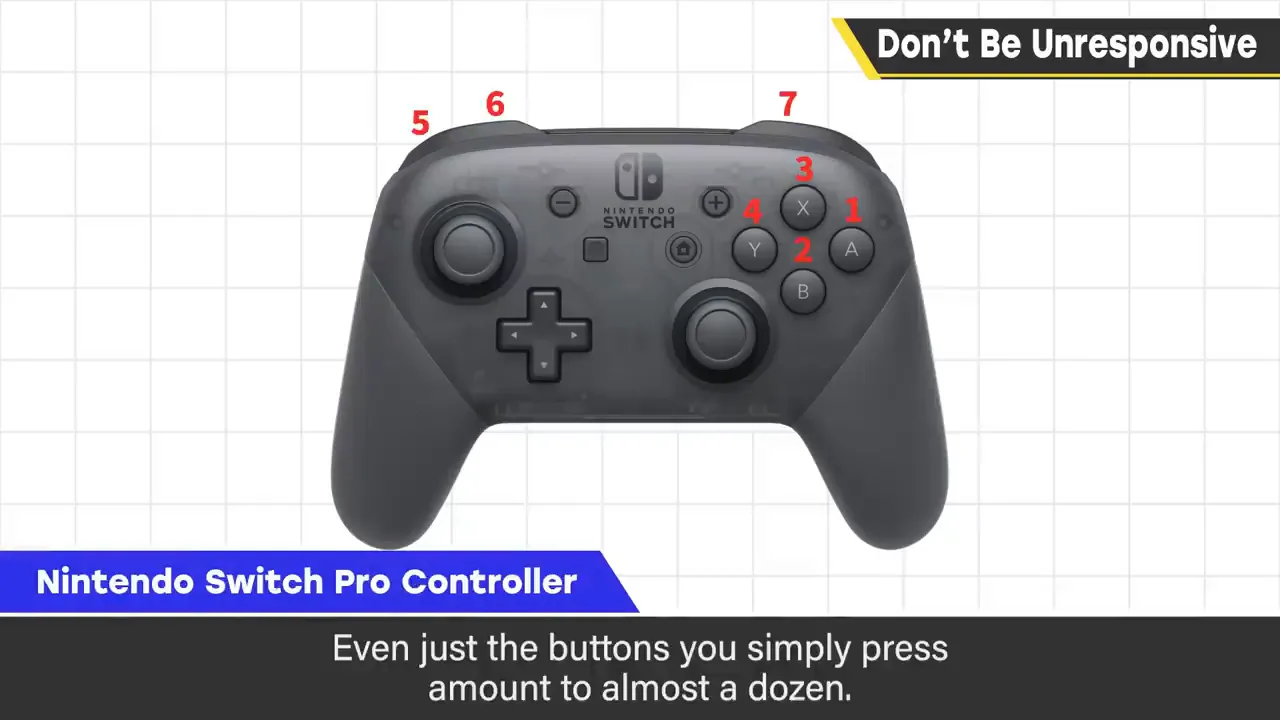 Don't Be Unresponsive
6
5
7
3
4
1
2
NINTENDO
SWITCH
X
Y
A
B
Nintendo Switch Pro Controller
Even just the buttons you simply press
amount to almost a dozen.